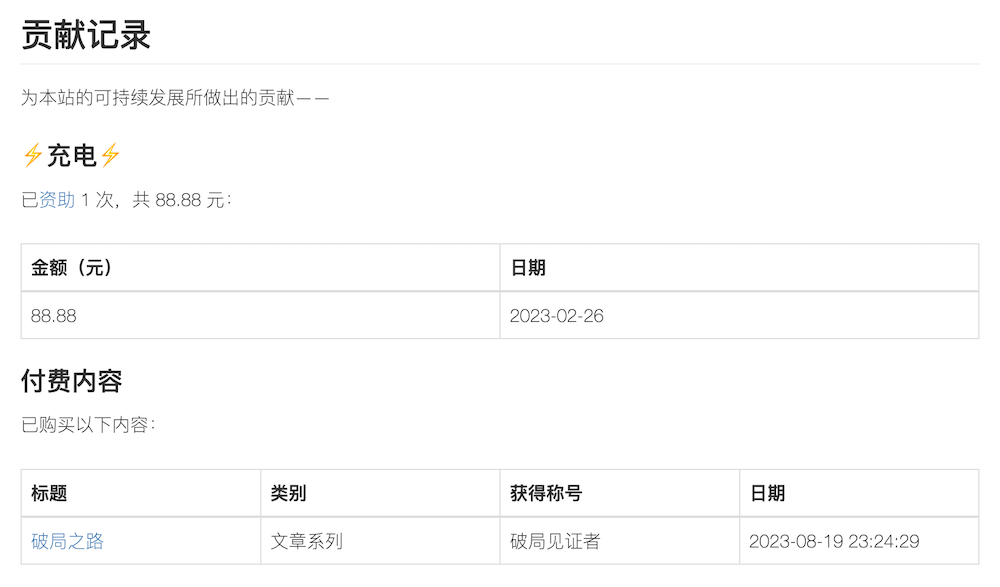 贡献记录
为本站的可持续发展所做出的贡献——
⚡充电⚡
已资助 1 次，共 88.88 元：
金额（元） 日期
88.88 2023-02-26
付费内容
已购买以下内容：
标题 类别 获得称号 日期
破局之路 文章系列 破局见证者 2023-08-19 23:24:29